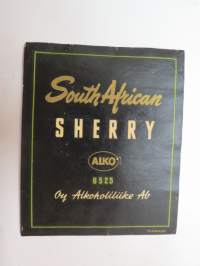 South African
SHERRY
ALKO
6525
Oy Alkoholiliike Ab